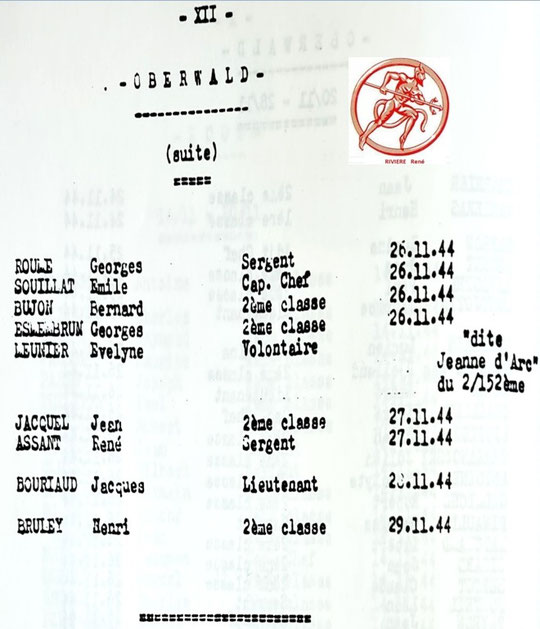 - XII -
- OBERWALD -
(suite)
RIVIERE René
ROULE Georges Sergent 26.11.44
SOUILLAT Emile Cap. Chef 26.11.44
BUJON Bernard 2ème classe 26.11.44
Georges 2ème classe 26.11.44
LEUNIER Evelyne Volontaire "dite
Jeanne d'Arc"
du 2/152ème
JACQUEL Jean 2ème classe 27.11.44
ASSANT René Sergent 27.11.44
BOURIAUD Jacques Lieutenant 28.11.44
BRULEY Henri 2ème classe 29.11.44